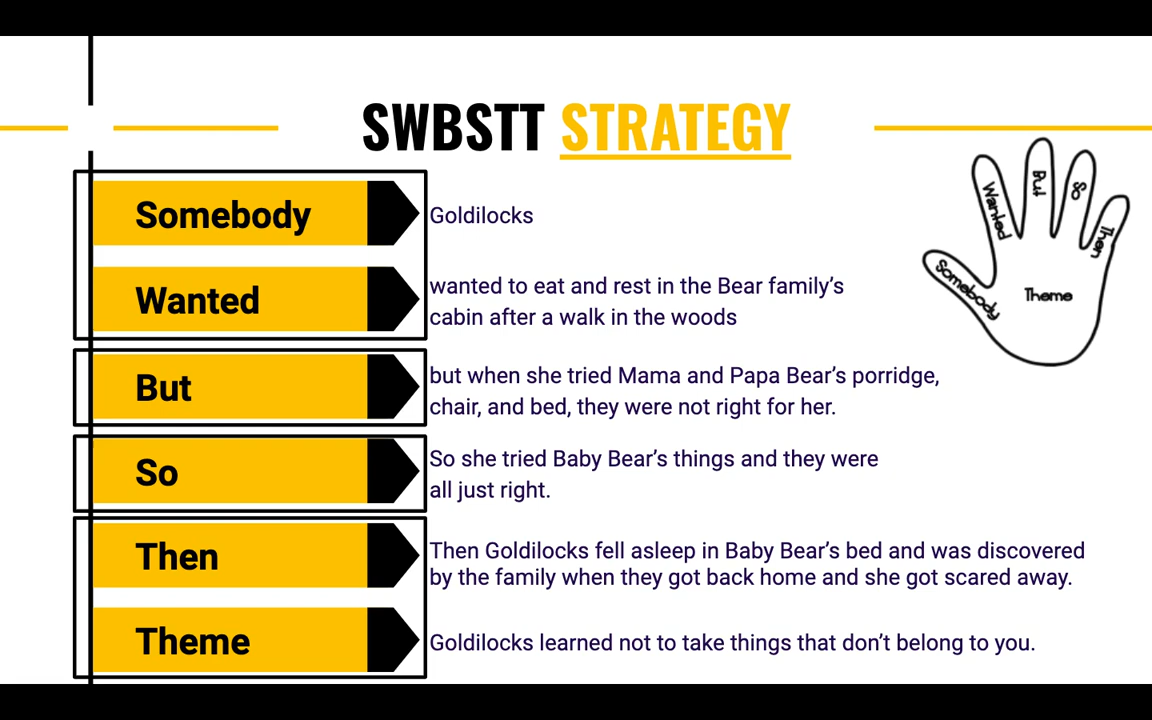 SWBSTT STRATEGY
Somebody
Goldilocks
Wanted
wanted to eat and rest in the Bear family’s
cabin after a walk in the woods
But
but when she tried Mama and Papa Bear’s porridge,
chair, and bed, they were not right for her.
So
So she tried Baby Bear’s things and they were
all just right.
Then
Then Goldilocks fell asleep in Baby Bear’s bed and was discovered
by the family when they got back home and she got scared away.
Theme
Goldilocks learned not to take things that don’t belong to you.
Somebody
Wanted
But
So
Then
Theme